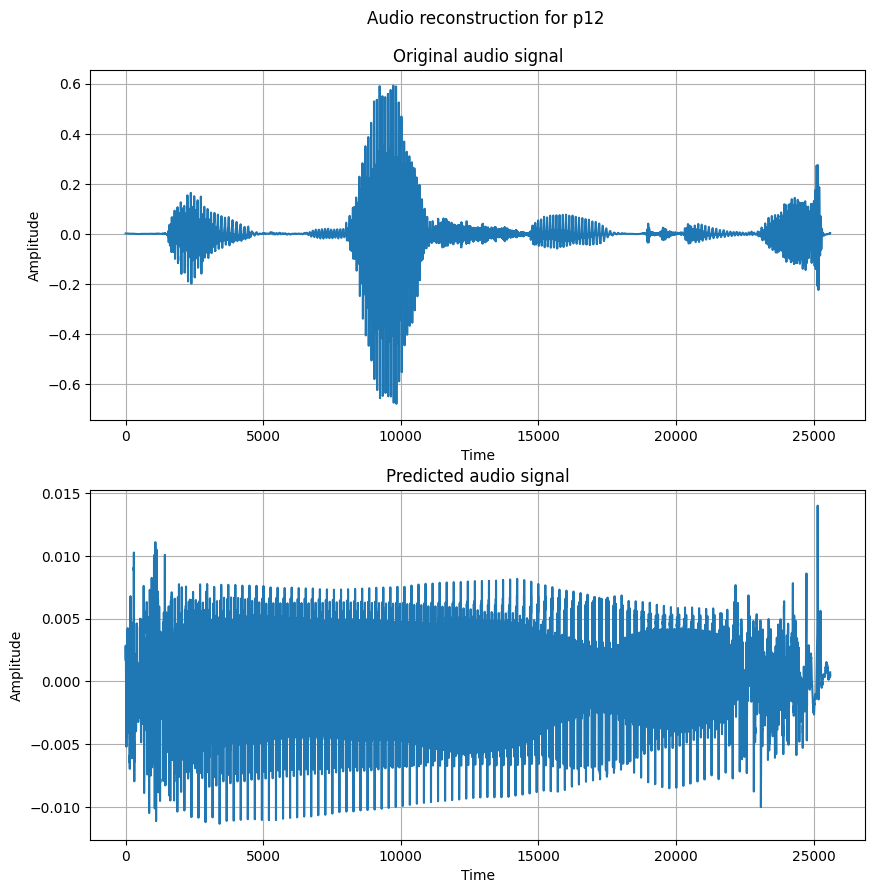 Audio reconstruction for p12
Original audio signal
0.6
0.4
0.2
0.0
−0.2
−0.4
−0.6
Amplitude
0 5000 10000 15000 20000 25000
Time
Predicted audio signal
0.015
0.010
0.005
0.000
−0.005
−0.010
Amplitude
0 5000 10000 15000 20000 25000
Time